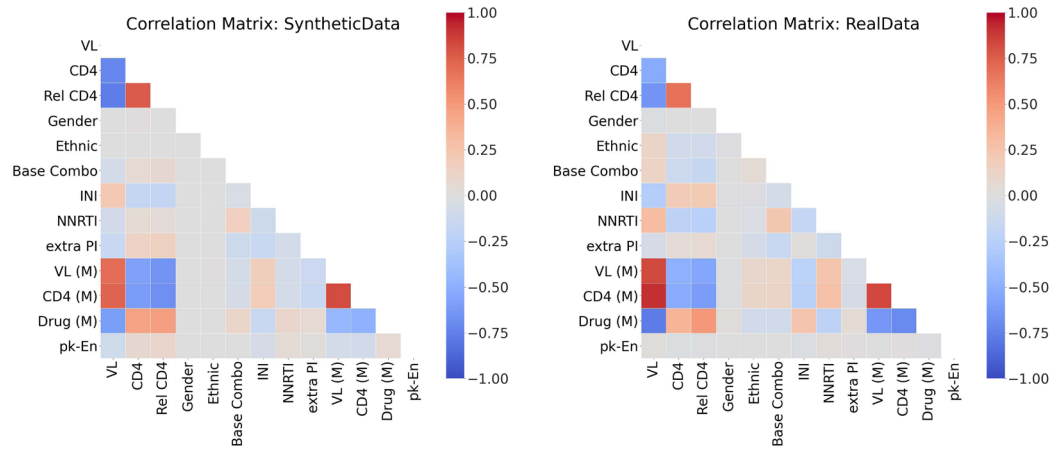 Correlation Matrix: SyntheticData
VL
CD4
Rel CD4
Gender
Ethnic
Base Combo
INI
NNRTI
extra PI
VL (M)
CD4 (M)
Drug (M)
pk-En
VL
CD4
Rel CD4
Gender
Ethnic
Base Combo
INI
NNRTI
extra PI
VL (M)
CD4 (M)
Drug (M)
pk-En
1.00
0.75
0.50
0.25
0.00
−0.25
−0.50
−0.75
−1.00
Correlation Matrix: RealData
VL
CD4
Rel CD4
Gender
Ethnic
Base Combo
INI
NNRTI
extra PI
VL (M)
CD4 (M)
Drug (M)
pk-En
VL
CD4
Rel CD4
Gender
Ethnic
Base Combo
INI
NNRTI
extra PI
VL (M)
CD4 (M)
Drug (M)
pk-En
1.00
0.75
0.50
0.25
0.00
−0.25
−0.50
−0.75
−1.00